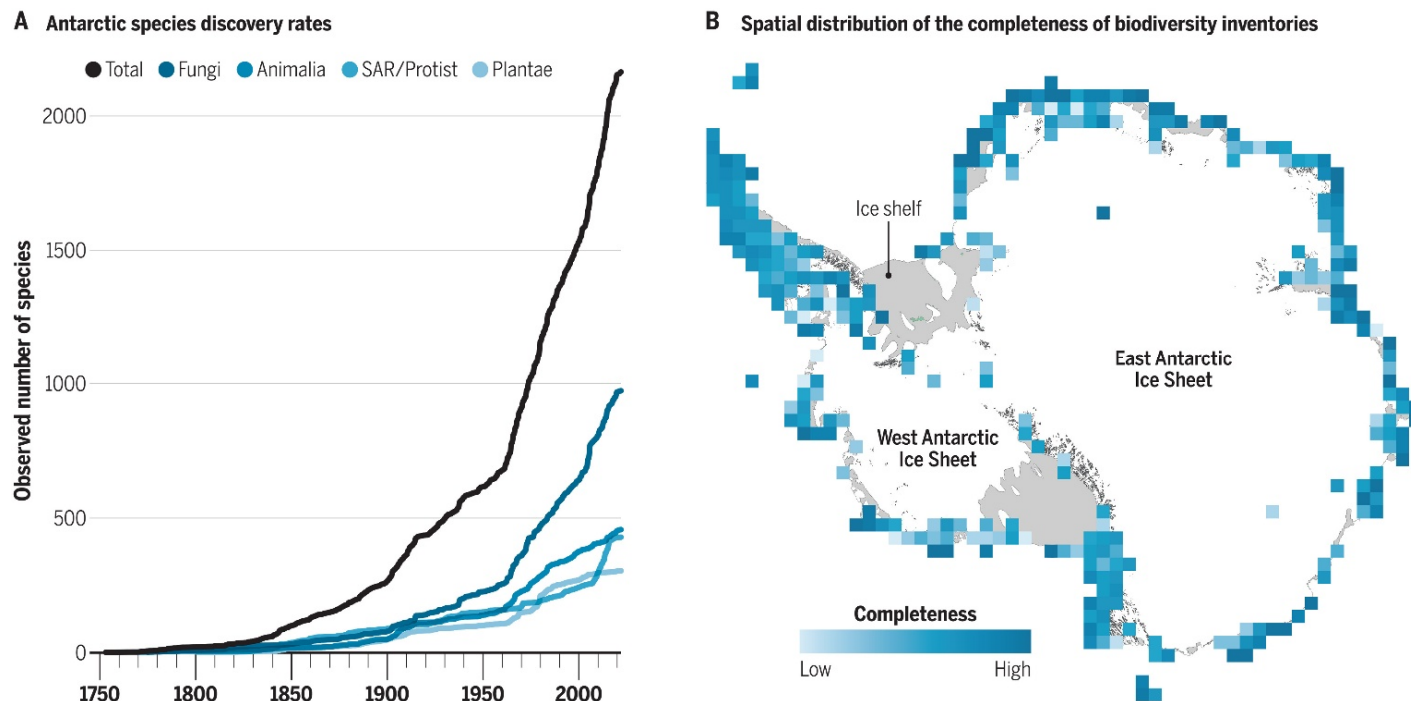 A Antarctic species discovery rates
Total Fungi Animalia SAR/Protist Plantae
Observed number of species
2000
1500
1000
500
0
1750 1800 1850 1900 1950 2000
B Spatial distribution of the completeness of biodiversity inventories
Ice shelf
East Antarctic
Ice Sheet
West Antarctic
Ice Sheet
Completeness
Low High